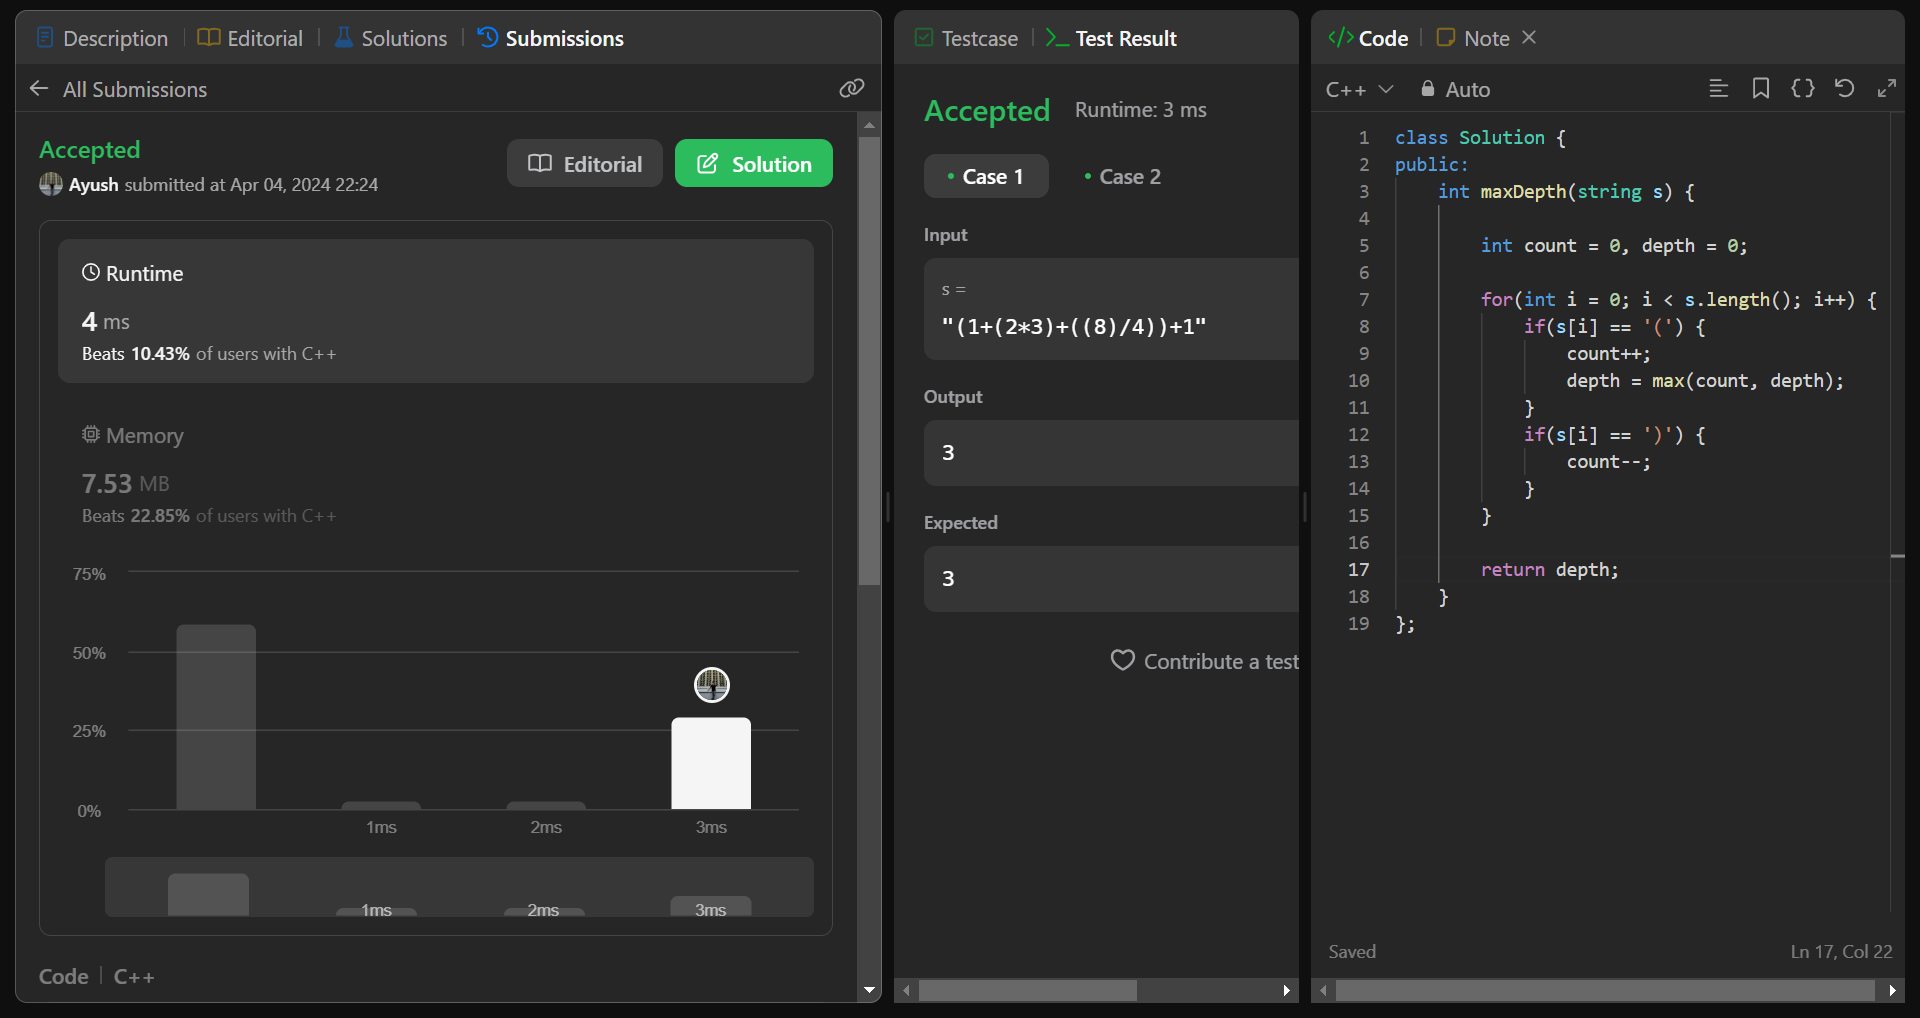 Description
Editorial
Solutions
Submissions
All Submissions
Accepted
Ayush submitted at Apr 04, 2024 22:24
Editorial
Solution
Runtime
4 ms
Beats 10.43% of users with C++
Memory
7.53 MB
Beats 22.85% of users with C++
75%
50%
25%
0%
1ms 2ms 3ms
1ms 2ms 3ms
Code C++
Testcase
Test Result
Accepted Runtime: 3 ms
• Case 1 • Case 2
Input
s =
"(1+(2*3)+((8)/4))+1"
Output
3
Expected
3
Contribute a test
</> Code
Note
C++ Auto
1 class Solution {
2 public:
3     int maxDepth(string s) {
4
5         int count = 0, depth = 0;
6
7         for(int i = 0; i < s.length(); i++) {
8             if(s[i] == '(') {
9                 count++;
10                 depth = max(count, depth);
11             }
12             if(s[i] == ')') {
13                 count--;
14             }
15         }
16
17         return depth;
18     }
19 };
Saved
Ln 17, Col 22